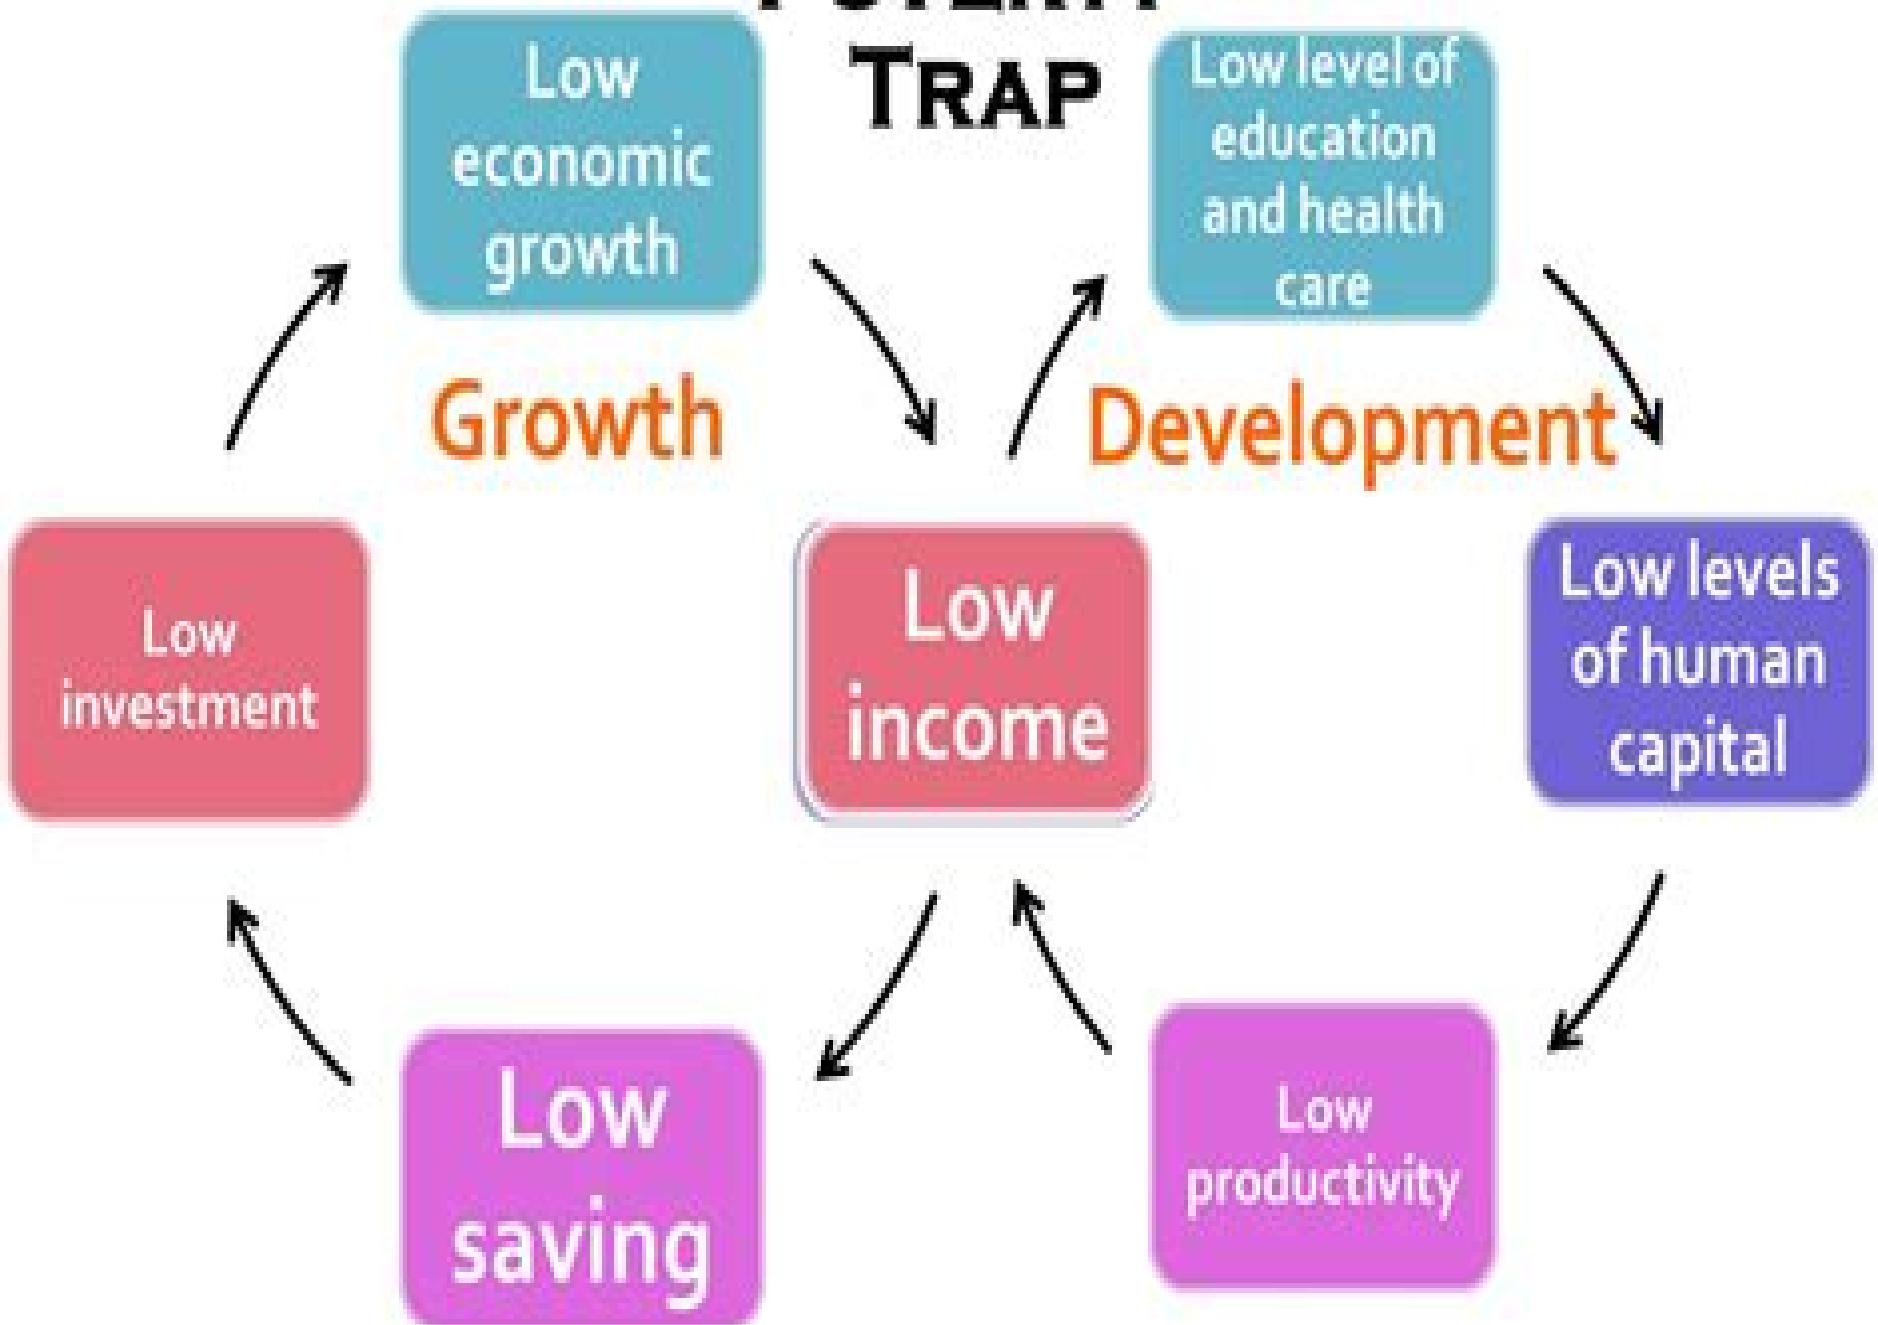 TRAP
Low
economic
growth
Low level of
education
and health
care
Growth
Development
Low
investment
Low
income
Low levels
of human
capital
Low
saving
Low
productivity